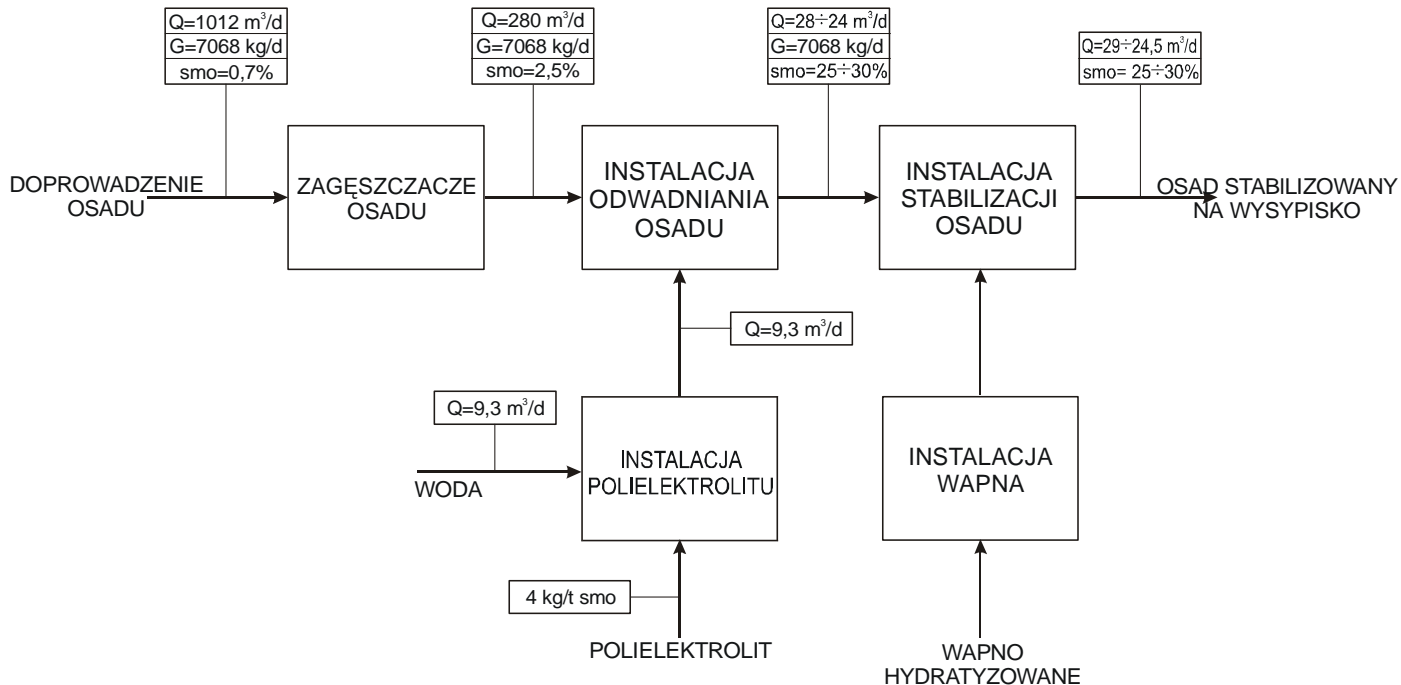 Q=1012 m³/d
G=7068 kg/d
smo=0,7%
Q=280 m³/d
G=7068 kg/d
smo=2,5%
Q=28÷24 m³/d
G=7068 kg/d
smo=25÷30%
Q=29÷24,5 m³/d
smo= 25÷30%
DOPROWADZENIE
OSADU
ZAGĘSZCZACZE
OSADU
INSTALACJA
ODWADNIANIA
OSADU
INSTALACJA
STABILIZACJI
OSADU
OSAD STABILIZOWANY
NA WYSYPISKO
Q=9,3 m³/d
Q=9,3 m³/d
WODA
INSTALACJA
POLIELEKTROLITU
INSTALACJA
WAPNA
4 kg/t smo
POLIELEKTROLIT
WAPNO
HYDRATYZOWANE